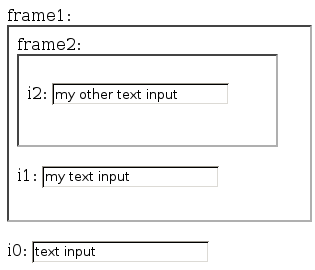 frame1:
frame2:
i2: my other text input
i1: my text input
i0: text input